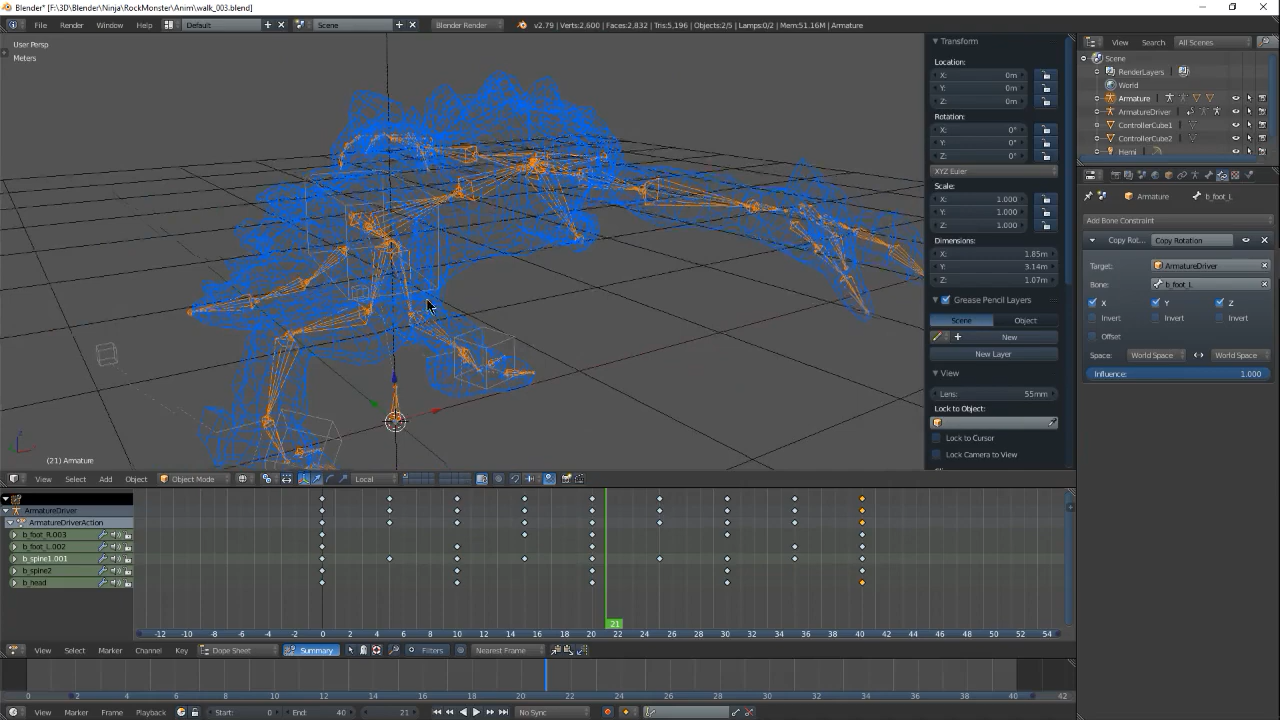 Blender* [F:\3D\Blender\Ninja\RockMonster\Anim\walk_003.blend]
File Render Window Help Default Scene Blender Render v2.79 | Verts:2,600 | Faces:2,832 | Tris:5,196 | Objects:2/5 | Lamps:0/2 | Mem:51.16M | Armature
User Persp
Meters
(21) Armature
View Select Add Object Object Mode Local
Transform
Location:
X: 0m
Y: 0m
Z: 0m
Rotation:
X: 0°
Y: 0°
Z: 0°
XYZ Euler
Scale:
X: 1.000
Y: 1.000
Z: 1.000
Dimensions:
X: 1.85m
Y: 3.14m
Z: 1.07m
Grease Pencil Layers
Scene Object
New
New Layer
View
Lens: 55mm
Lock to Object:
Lock to Cursor
Lock Camera to View
View Search All Scenes
Scene
RenderLayers
World
Armature
ArmatureDriver
ControllerCube1
ControllerCube2
Hemi
Armature b_foot_L
Add Bone Constraint
Copy Rot... Copy Rotation
Target: ArmatureDriver
Bone: b_foot_L
X Y Z
Invert Invert Invert
Offset
Space: World Space World Space
Influence: 1.000
ArmatureDriver
ArmatureDriverAction
b_foot_R.003
b_foot_L.002
b_spine1.001
b_spine2
b_head
21
-12 -10 -8 -6 -4 -2 0 2 4 6 8 10 12 14 16 18 20 22 24 26 28 30 32 34 36 38 40 42 44 46 48 50 52 54
View Select Marker Channel Key Dope Sheet Summary Filters Nearest Frame
0 2 4 6 8 10 12 14 16 18 20 22 24 26 28 30 32 34 36 38 40 42
View Marker Frame Playback Start: 0 End: 40 21 No Sync